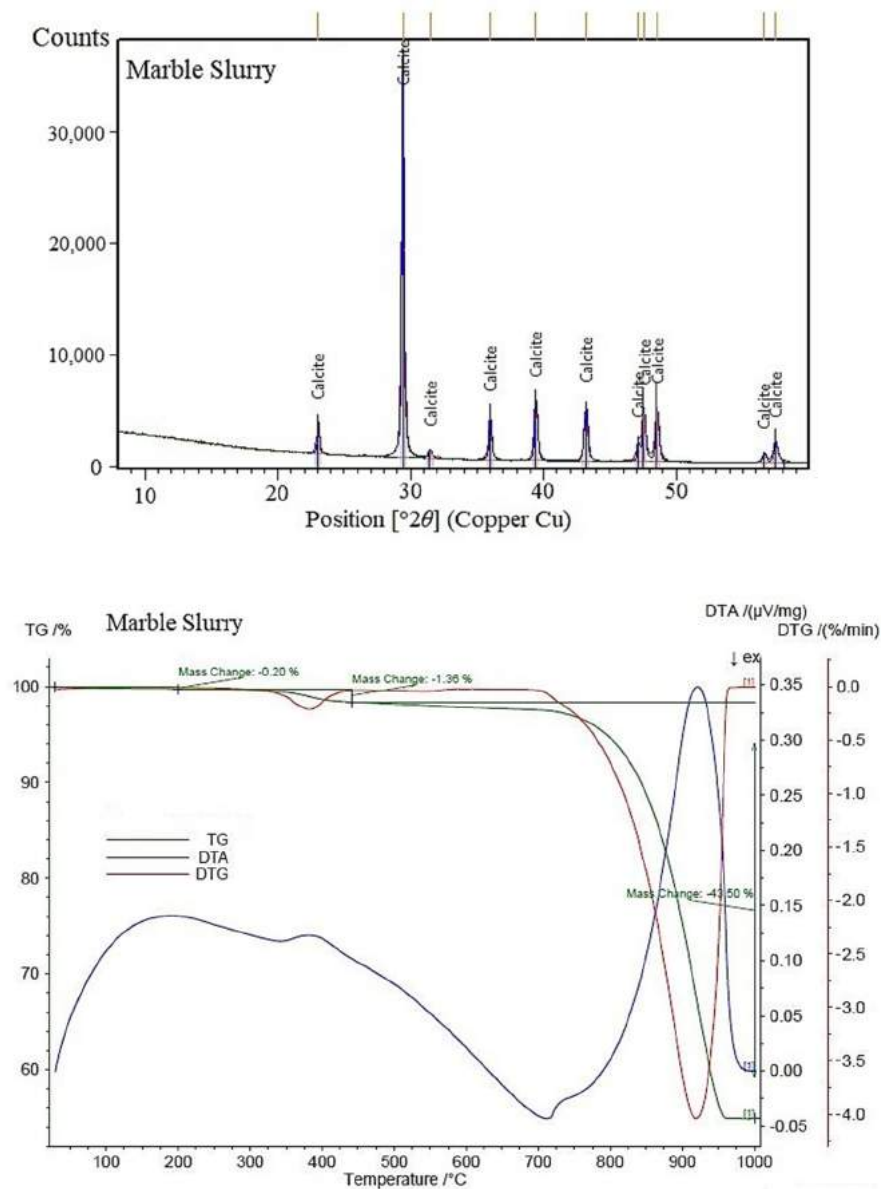 Counts
Marble Slurry
Calcite
30,000
20,000
10,000
0
Calcite
Calcite
Calcite
Calcite
Calcite
Calcite
Calcite
Calcite
Calcite
Calcite
10 20 30 40 50
Position [°2θ] (Copper Cu)
TG /% Marble Slurry DTA /(µV/mg)
DTG /(%/min)
↓ ex
Mass Change: -0.20 %
Mass Change: -1.36 %
[1]
100 0.35 0.0
0.30 -0.5
90 0.25 -1.0
TG 0.20 -1.5
DTA
DTG
80 Mass Change: -43.50 % 0.15 -2.0
70 0.10 -2.5
0.05 -3.0
60 [1] 0.00 -3.5
[1] -0.05 -4.0
100 200 300 400 500 600 700 800 900 1000
Temperature /°C